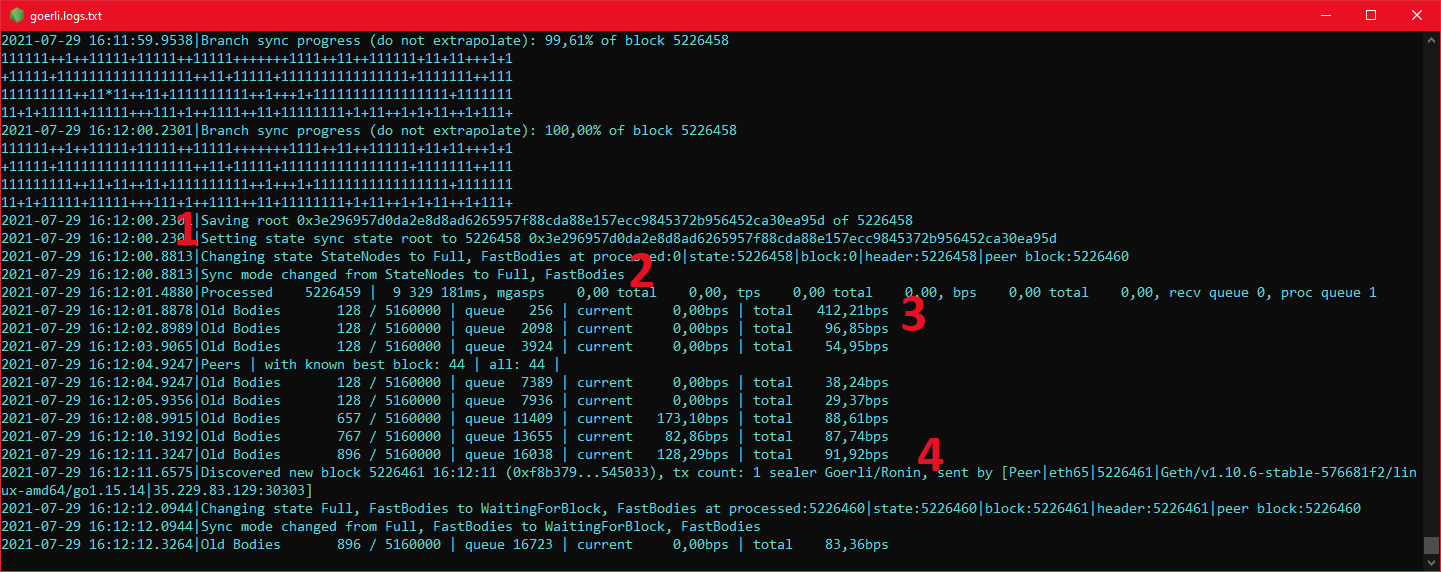 goerli.logs.txt
2021-07-29 16:11:59.9538|Branch sync progress (do not extrapolate): 99,61% of block 5226458
111111++1++11111+11111++11111+++++++1111++11++111111+11+11+++1+1
+11111+11111111111111111++11+11111+1111111111111111+1111111++111
111111111++11*11++11+1111111111++1+++1+111111111111111111+1111111
11+1+11111+11111+++111+1++1111+11+11111+1+11++1+1+11++1+111+
2021-07-29 16:12:00.2301|Branch sync progress (do not extrapolate): 100,00% of block 5226458
111111++1++11111+11111++11111+++++++1111++11++111111+11+11+++1+1
+11111+11111111111111111++11+11111+1111111111111111+1111111++111
111111111++11+11++11+1111111111++1+++1+111111111111111111+1111111
11+1+11111+11111+++111+1++1111+11+11111+1+11++1+1+11++1+111+
2021-07-29 16:12:00.230 1|Saving root 0x3e296957d0da2e8d8ad6265957f88cda88e157ecc9845372b956452ca30ea95d of 5226458
2021-07-29 16:12:00.230 |Setting state sync state root to 5226458 0x3e296957d0da2e8d8ad6265957f88cda88e157ecc9845372b956452ca30ea95d
2021-07-29 16:12:00.8813|Changing state StateNodes to Full, FastBodies at processed:0|state:5226458|block:0|header:5226458|peer block:5226460
2021-07-29 16:12:00.8813|Sync mode changed from StateNodes to Full, FastBodies 2
2021-07-29 16:12:01.4880|Processed 5226459 | 9 329 181ms, mgasps 0,00 total 0,00, tps 0,00 total 0,00, bps 0,00 total 0,00, recv queue 0, proc queue 1
2021-07-29 16:12:01.8878|Old Bodies 128 / 5160000 | queue 256 | current 0,00bps | total 412,21bps 3
2021-07-29 16:12:02.8989|Old Bodies 128 / 5160000 | queue 2098 | current 0,00bps | total 96,85bps
2021-07-29 16:12:03.9065|Old Bodies 128 / 5160000 | queue 3924 | current 0,00bps | total 54,95bps
2021-07-29 16:12:04.9247|Peers | with known best block: 44 | all: 44 |
2021-07-29 16:12:04.9247|Old Bodies 128 / 5160000 | queue 7389 | current 0,00bps | total 38,24bps
2021-07-29 16:12:05.9356|Old Bodies 128 / 5160000 | queue 7936 | current 0,00bps | total 29,37bps
2021-07-29 16:12:08.9915|Old Bodies 657 / 5160000 | queue 11409 | current 173,10bps | total 88,61bps
2021-07-29 16:12:10.3192|Old Bodies 767 / 5160000 | queue 13655 | current 82,86bps | total 87,74bps
2021-07-29 16:12:11.3247|Old Bodies 896 / 5160000 | queue 16038 | current 128,29bps | total 91,92bps 4
2021-07-29 16:12:11.6575|Discovered new block 5226461 16:12:11 (0xf8b379...545033), tx count: 1 sealer Goerli/Ronin, sent by [Peer|eth65|5226461|Geth/v1.10.6-stable-576681f2/lin
ux-amd64/go1.15.14|35.229.83.129:30303]
2021-07-29 16:12:12.0944|Changing state Full, FastBodies to WaitingForBlock, FastBodies at processed:5226460|state:5226460|block:5226461|header:5226461|peer block:5226460
2021-07-29 16:12:12.0944|Sync mode changed from Full, FastBodies to WaitingForBlock, FastBodies
2021-07-29 16:12:12.3264|Old Bodies 896 / 5160000 | queue 16723 | current 0,00bps | total 83,36bps